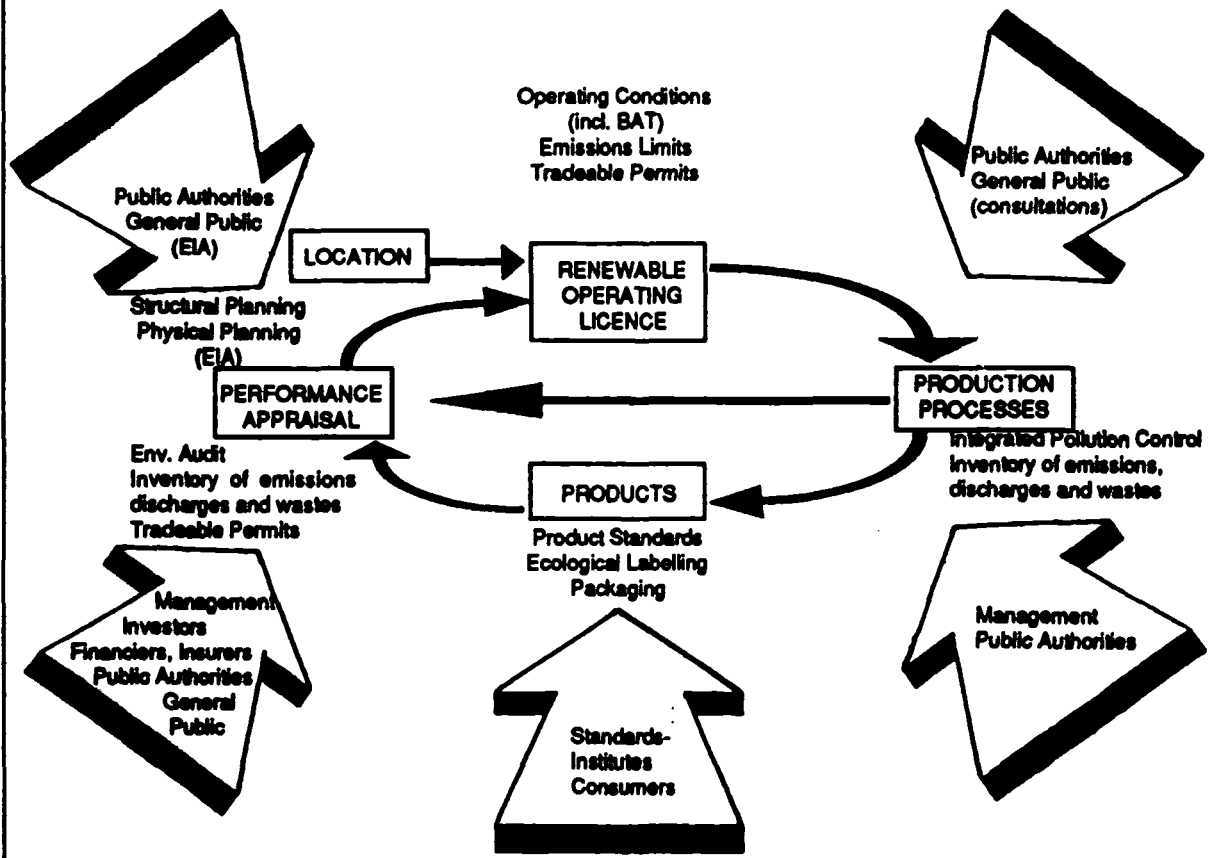 Operating Conditions
(incl. BAT)
Emissions Limits
Tradeable Permits
Public Authorities
General Public
(EIA)
Public Authorities
General Public
(consultations)
LOCATION
RENEWABLE
OPERATING
LICENCE
Structural Planning
Physical Planning
(EIA)
PERFORMANCE
APPRAISAL
PRODUCTION
PROCESSES
Env. Audit
Inventory of emissions
discharges and wastes
Tradeable Permits
PRODUCTS
Product Standards
Ecological Labelling
Packaging
Integrated Pollution Control
Inventory of emissions,
discharges and wastes
Management
Investors
Financiers, Insurers
Public Authorities
General
Public
Standards-
Institutes
Consumers
Management
Public Authorities